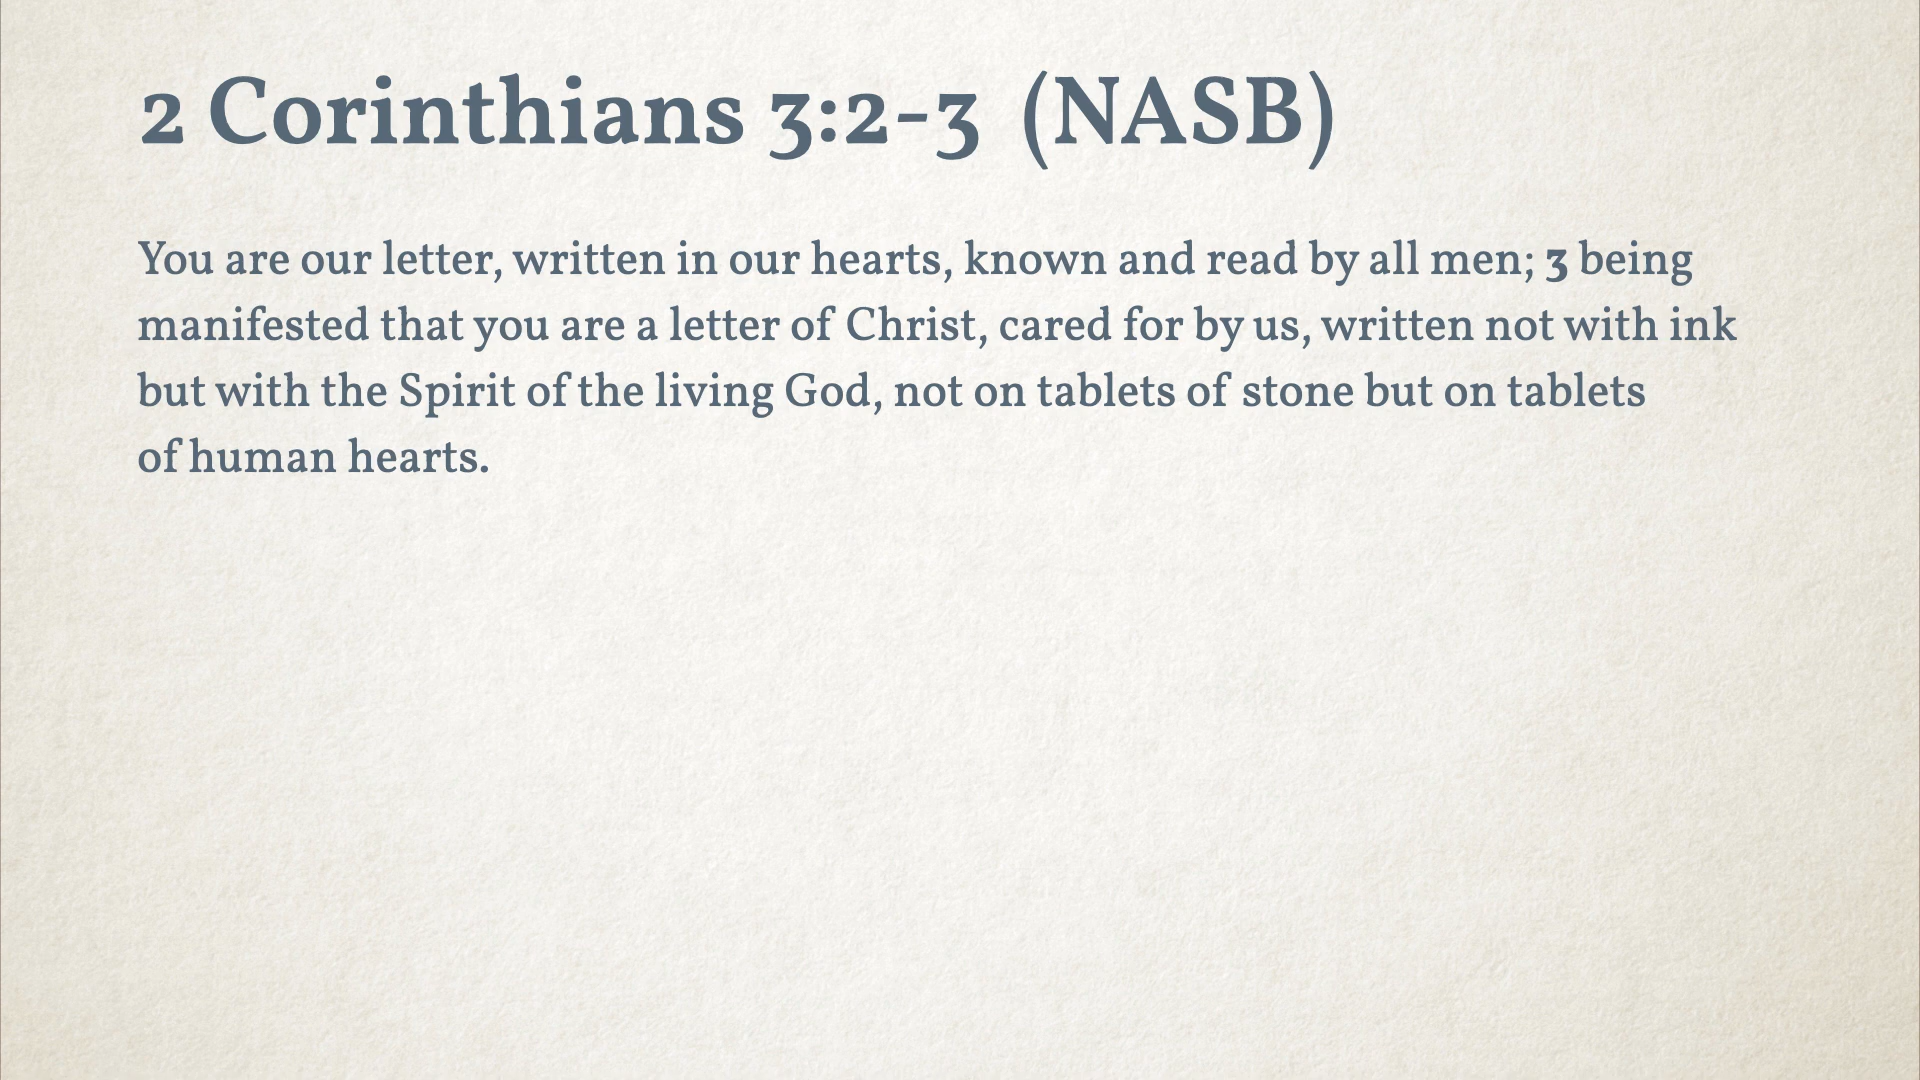 2 Corinthians 3:2-3 (NASB)
You are our letter, written in our hearts, known and read by all men; 3 being
manifested that you are a letter of Christ, cared for by us, written not with ink
but with the Spirit of the living God, not on tablets of stone but on tablets
of human hearts.